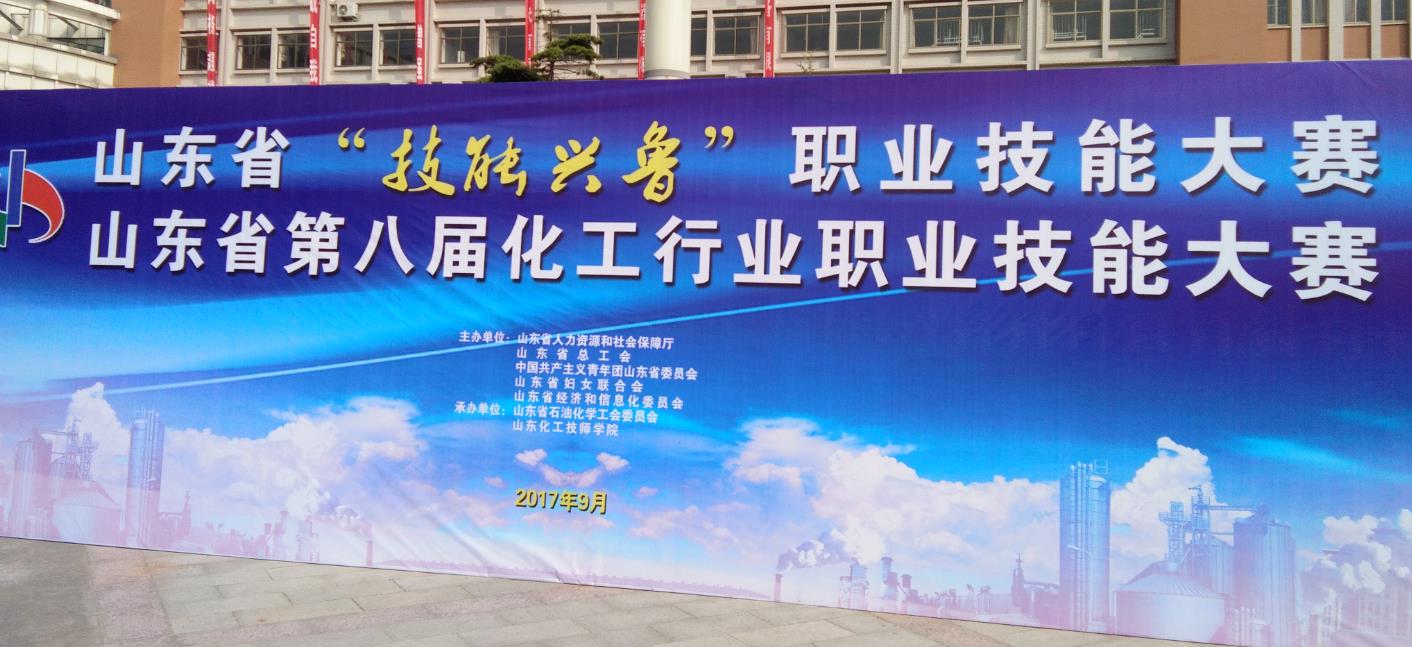 山东省“技能兴鲁”职业技能大赛
山东省第八届化工行业职业技能大赛
主办单位：山东省人力资源和社会保障厅
山东省总工会
中国共产主义青年团山东省委员会
山东省妇女联合会
山东省经济和信息化委员会
承办单位：山东省石油化学工会委员会
山东化工技师学院
2017年9月